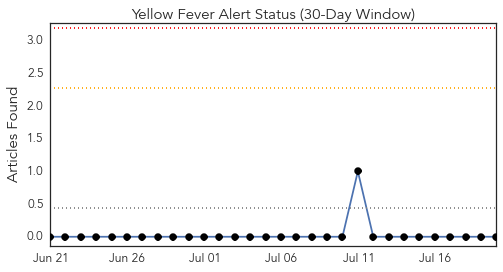 Yellow Fever Alert Status (30-Day Window)
Articles Found
3.0
2.5
2.0
1.5
1.0
0.5
0.0
Jun 21 Jun 26 Jul 01 Jul 06 Jul 11 Jul 16